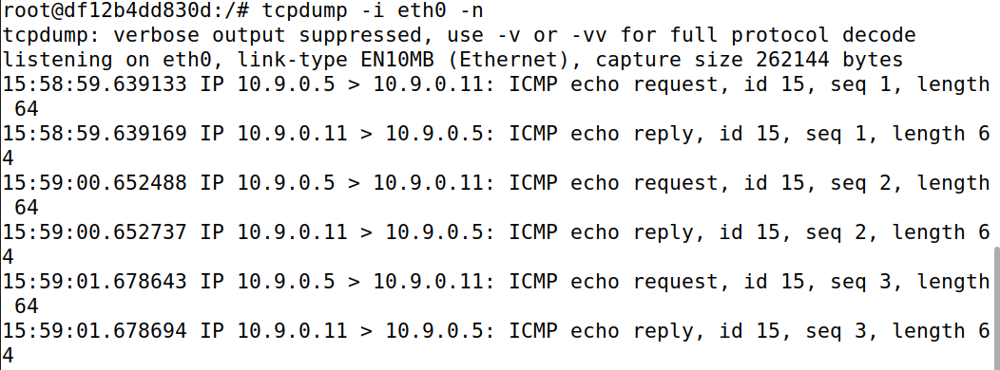 root@df12b4dd830d:/# tcpdump -i eth0 -n
tcpdump: verbose output suppressed, use -v or -vv for full protocol decode
listening on eth0, link-type EN10MB (Ethernet), capture size 262144 bytes
15:58:59.639133 IP 10.9.0.5 > 10.9.0.11: ICMP echo request, id 15, seq 1, length
 64
15:58:59.639169 IP 10.9.0.11 > 10.9.0.5: ICMP echo reply, id 15, seq 1, length 6
4
15:59:00.652488 IP 10.9.0.5 > 10.9.0.11: ICMP echo request, id 15, seq 2, length
 64
15:59:00.652737 IP 10.9.0.11 > 10.9.0.5: ICMP echo reply, id 15, seq 2, length 6
4
15:59:01.678643 IP 10.9.0.5 > 10.9.0.11: ICMP echo request, id 15, seq 3, length
 64
15:59:01.678694 IP 10.9.0.11 > 10.9.0.5: ICMP echo reply, id 15, seq 3, length 6
4